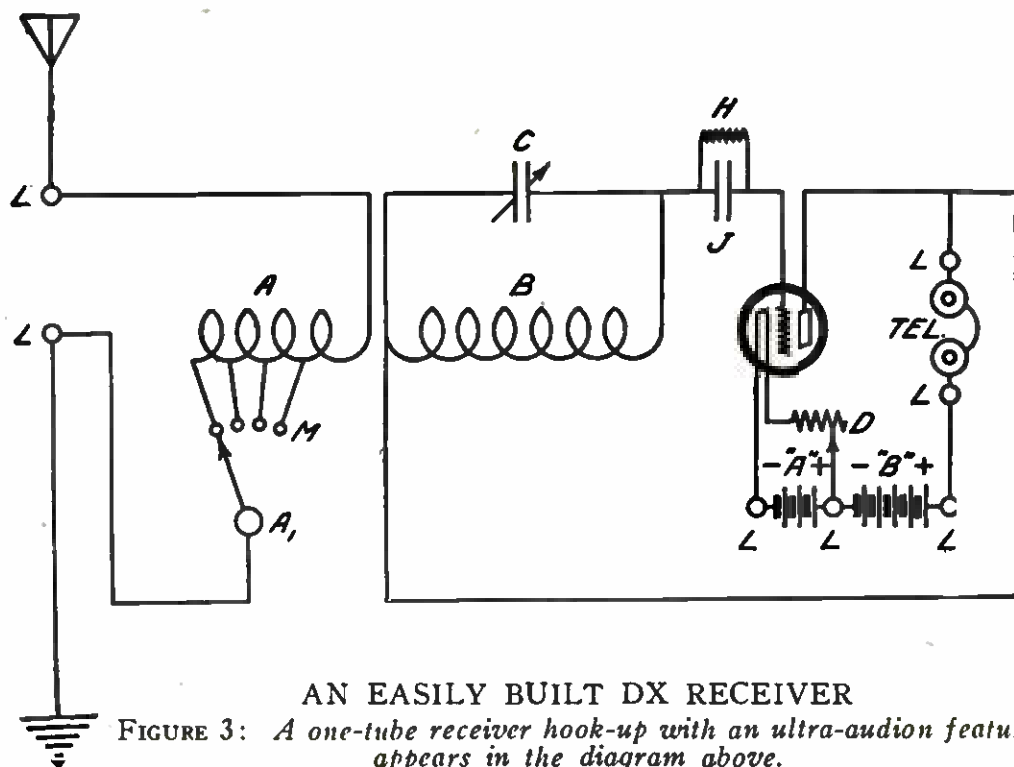 C
H
L
J
A
B
L
L
TEL.
L
M
D
- "A" + - "B" +
A₁
L L L
AN EASILY BUILT DX RECEIVER
FIGURE 3: A one-tube receiver hook-up with an ultra-audion featu
appears in the diagram above.